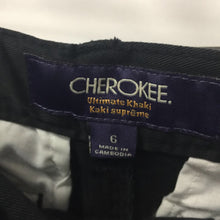 CHEROKEE.
Ultimate Khaki
Kaki suprême
6
MADE IN
CAMBODIA